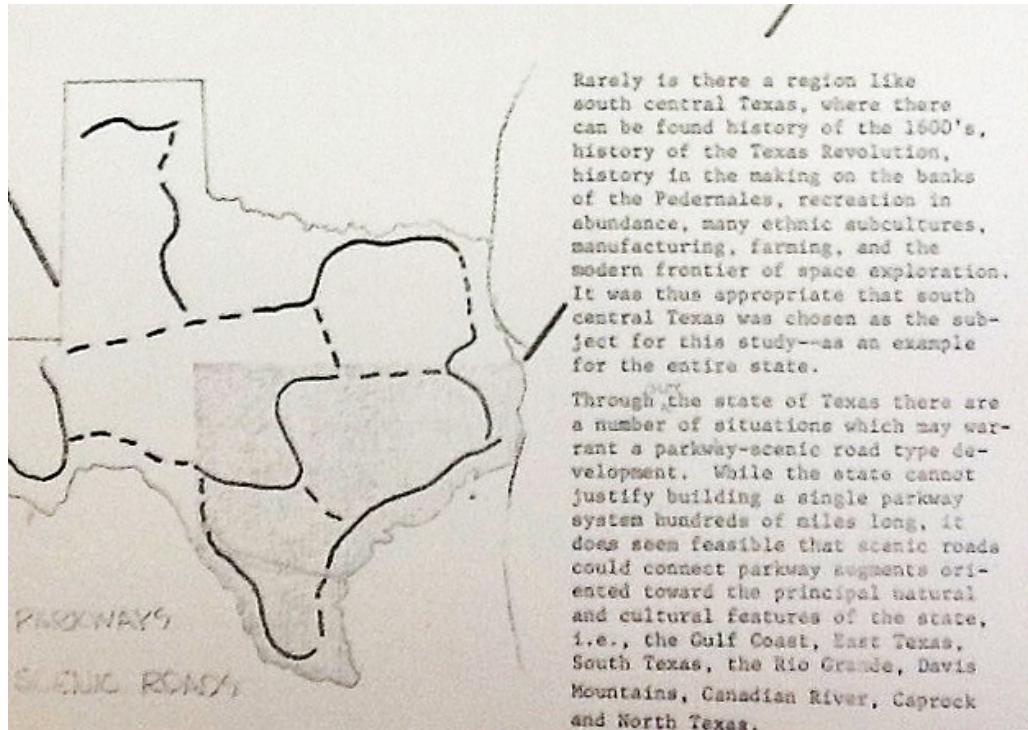 Rarely is there a region like
south central Texas, where there
can be found history of the 1600's,
history of the Texas Revolution,
history in the making on the banks
of the Pedernales, recreation in
abundance, many ethnic subcultures,
manufacturing, farming, and the
modern frontier of space exploration.
It was thus appropriate that south
central Texas was chosen as the sub-
ject for this study--as an example
for the entire state.
Through out the state of Texas there are
a number of situations which may war-
rant a parkway-scenic road type de-
velopment. While the state cannot
justify building a single parkway
system hundreds of miles long, it
does seem feasible that scenic roads
could connect parkway segments ori-
ented toward the principal natural
and cultural features of the state,
i.e., the Gulf Coast, East Texas,
South Texas, the Rio Grande, Davis
Mountains, Canadian River, Caprock
and North Texas.
PARKWAYS
SCENIC ROADS